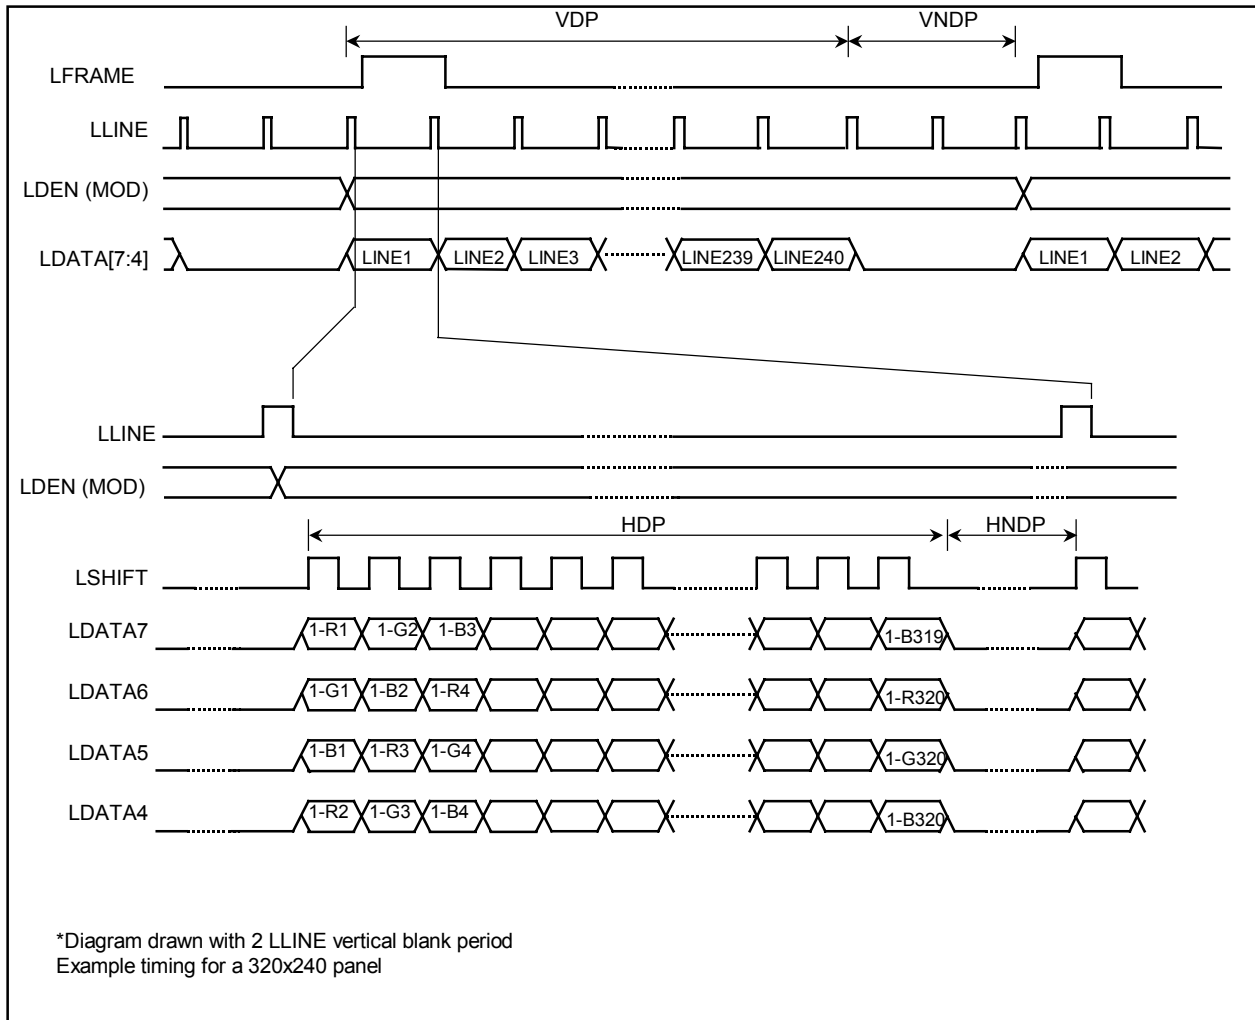 VDP VNDP
LFRAME
LLINE
LDEN (MOD)
LDATA[7:4] LINE1 LINE2 LINE3 LINE239 LINE240 LINE1 LINE2
LLINE
LDEN (MOD)
HDP HNDP
LSHIFT
LDATA7 1-R1 1-G2 1-B3 1-B319
LDATA6 1-G1 1-B2 1-R4 1-R320
LDATA5 1-B1 1-R3 1-G4 1-G320
LDATA4 1-R2 1-G3 1-B4 1-B320
*Diagram drawn with 2 LLINE vertical blank period
Example timing for a 320x240 panel